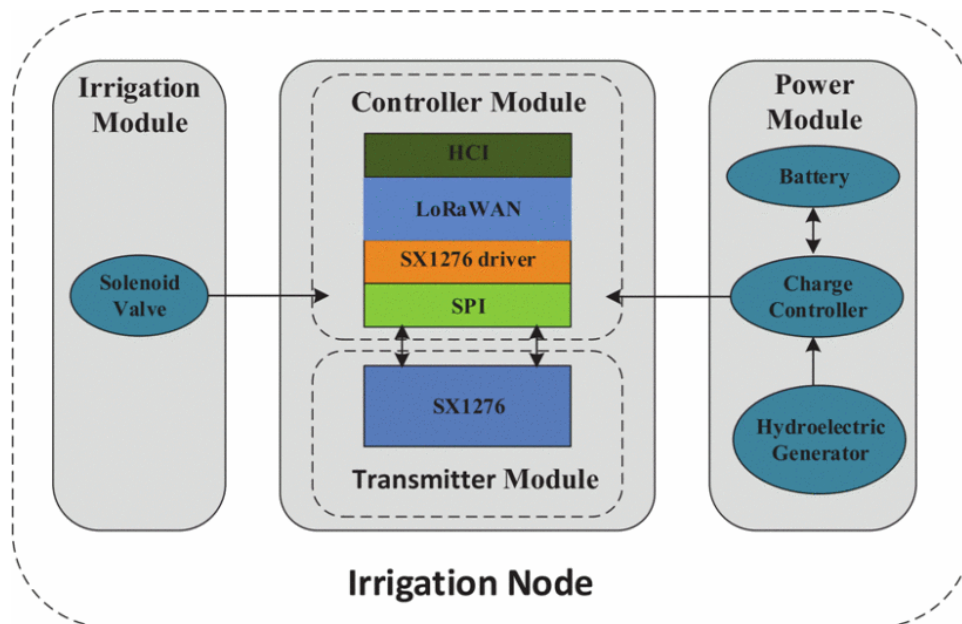 Irrigation
Module
Solenoid
Valve
Controller Module
HCI
LoRaWAN
SX1276 driver
SPI
SX1276
Transmitter Module
Power
Module
Battery
Charge
Controller
Hydroelectric
Generator
Irrigation Node